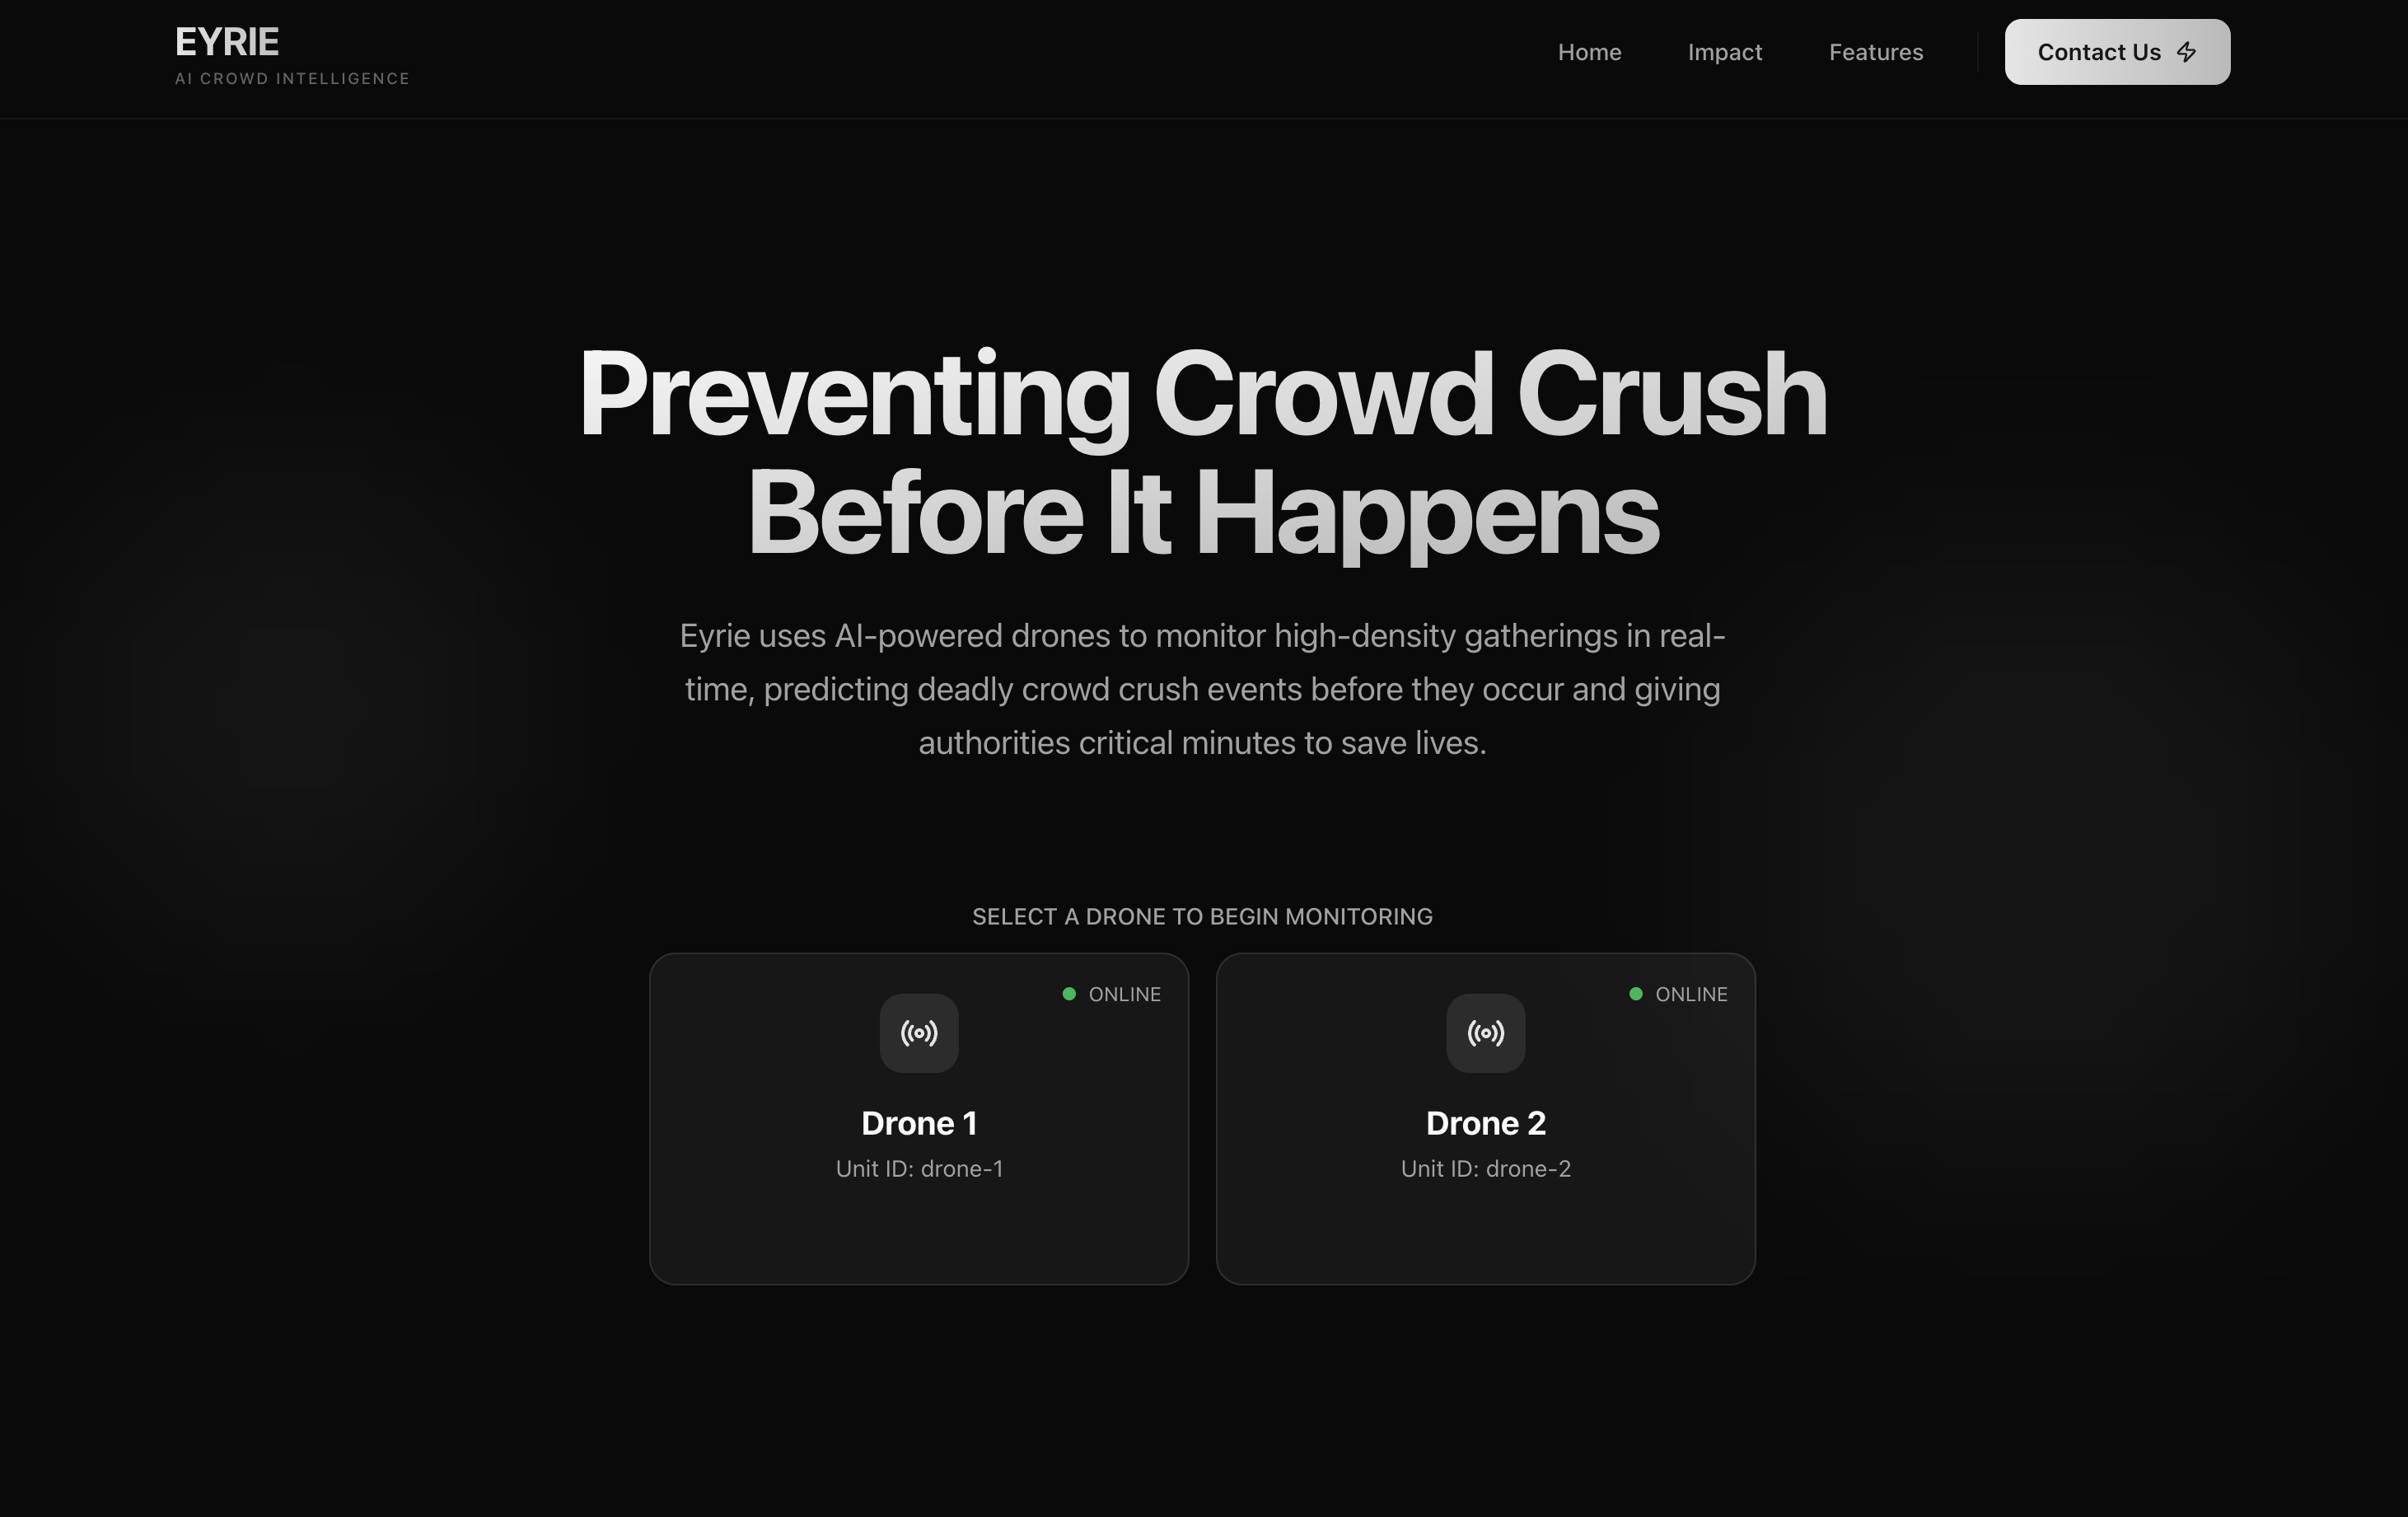 EYRIE
AI CROWD INTELLIGENCE
Home
Impact
Features
Contact Us
Preventing Crowd Crush
Before It Happens
Eyrie uses AI-powered drones to monitor high-density gatherings in real-
time, predicting deadly crowd crush events before they occur and giving
authorities critical minutes to save lives.
SELECT A DRONE TO BEGIN MONITORING
ONLINE
Drone 1
Unit ID: drone-1
ONLINE
Drone 2
Unit ID: drone-2